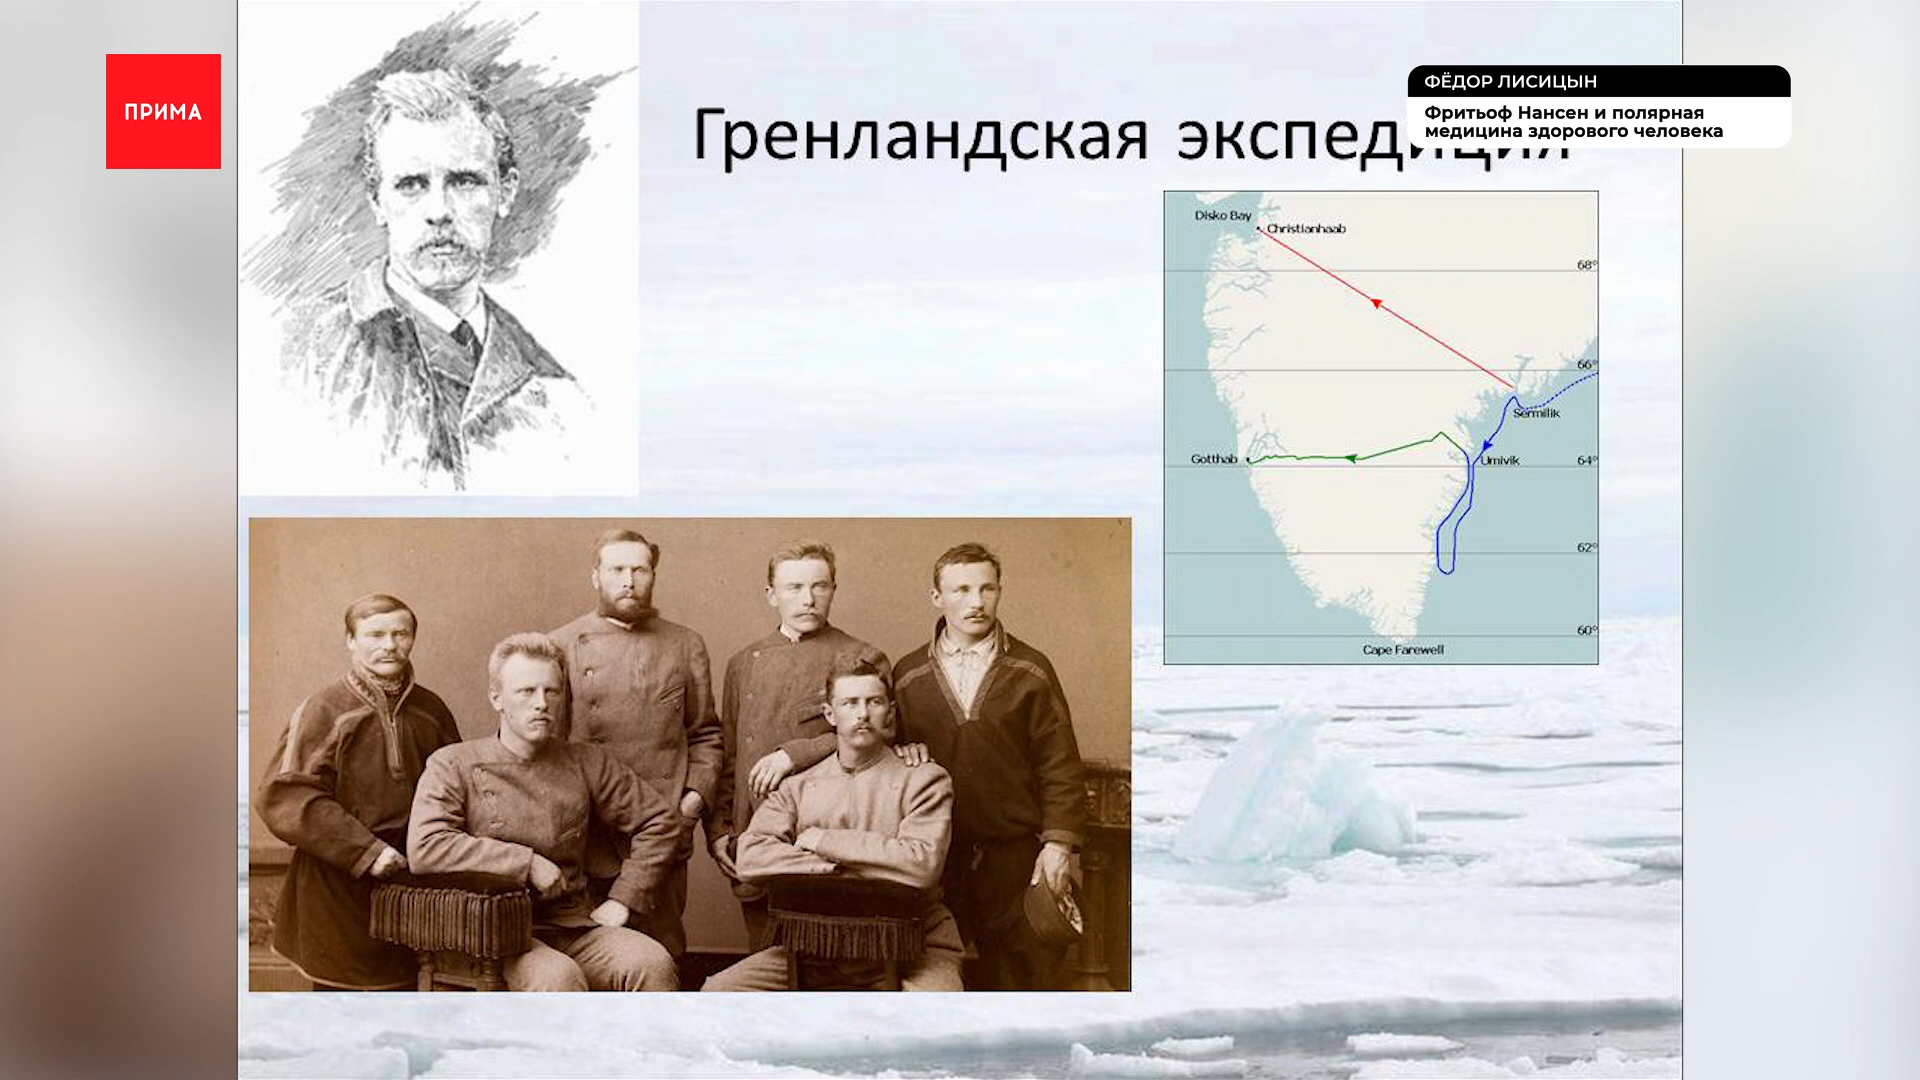 ПРИМА
ФЁДОР ЛИСИЦЫН
Фритьоф Нансен и полярная
медицина здорового человека
Гренландская экспедиция
Disko Bay
Christianhaab
68°
66°
Sermilik
Gotthab
Umivik
64°
62°
60°
Cape Farewell